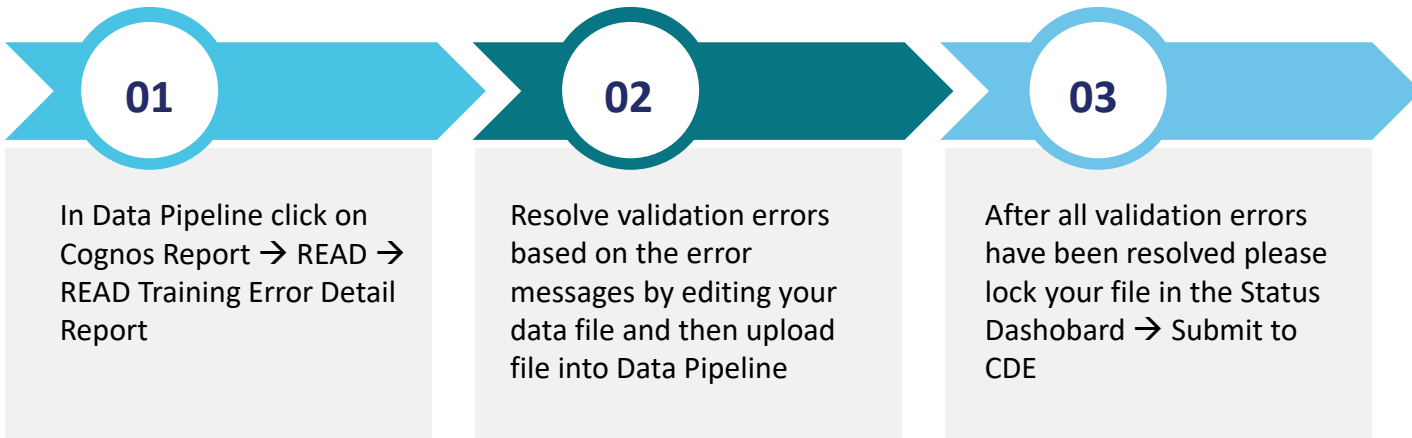 01
In Data Pipeline click on
Cognos Report → READ →
READ Training Error Detail
Report
02
Resolve validation errors
based on the error
messages by editing your
data file and then upload
file into Data Pipeline
03
After all validation errors
have been resolved please
lock your file in the Status
Dashobard → Submit to
CDE